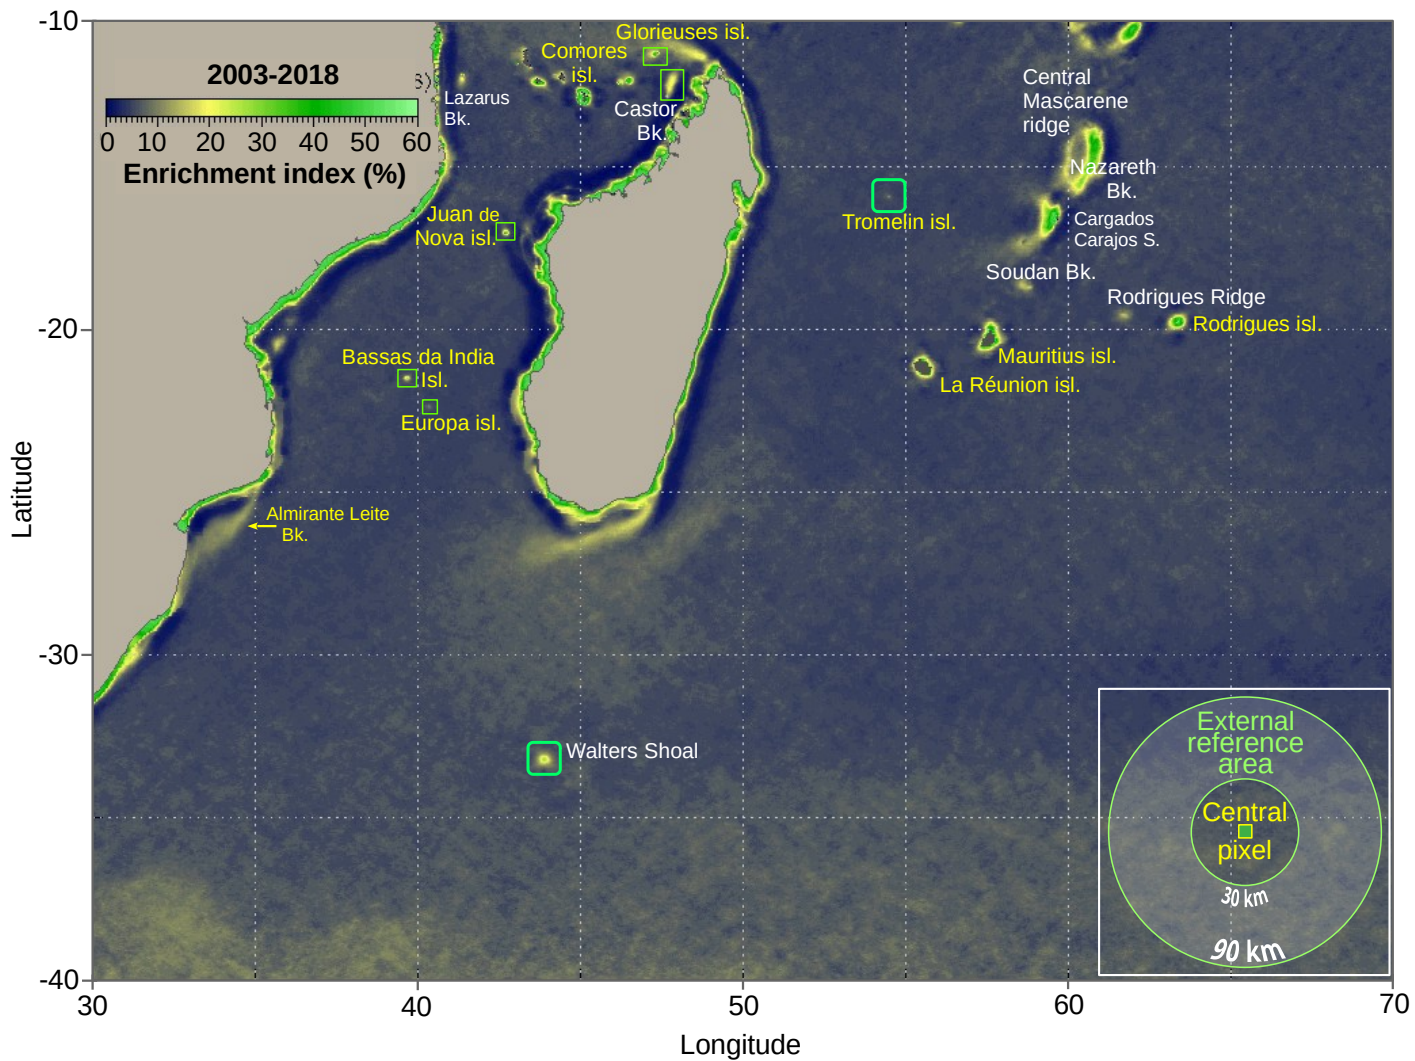 -10
Glorieuses isl.
Comores
isl.
2003-2018
s)
Lazarus
Bk.
Castor
Bk.
0 10 20 30 40 50 60
Enrichment index (%)
Central
Mascarene
ridge
Nazareth
Bk.
Juan de
Nova isl.
Tromelin isl.
Cargados
Carajos S.
Soudan Bk.
Rodrigues Ridge
Rodrigues isl.
-20
Bassas da India
Isl.
Mauritius isl.
La Réunion isl.
Europa isl.
Latitude
Almirante Leite
Bk.
-30
Walters Shoal
External
reference
area
Central
pixel
30 km
90 km
-40
30 40 50 60 70
Longitude